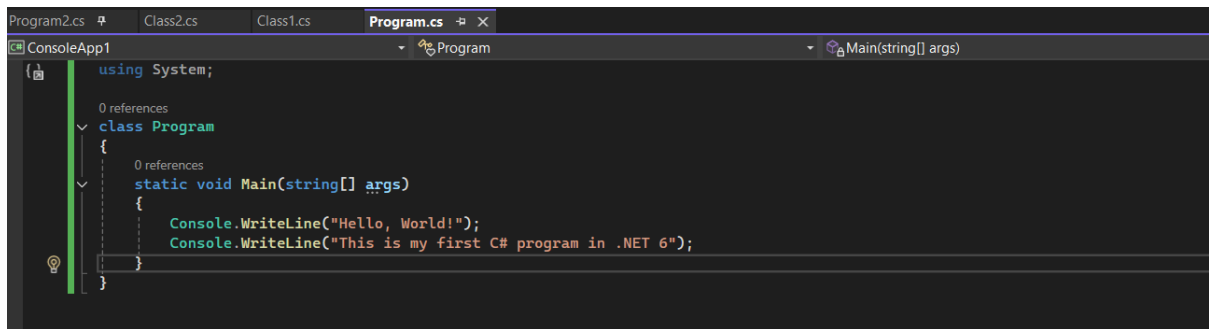 Program2.cs Class2.cs Class1.cs Program.cs
C# ConsoleApp1 Program Main(string[] args)
using System;
0 references
class Program
{
0 references
static void Main(string[] args)
{
Console.WriteLine("Hello, World!");
Console.WriteLine("This is my first C# program in .NET 6");
}
}